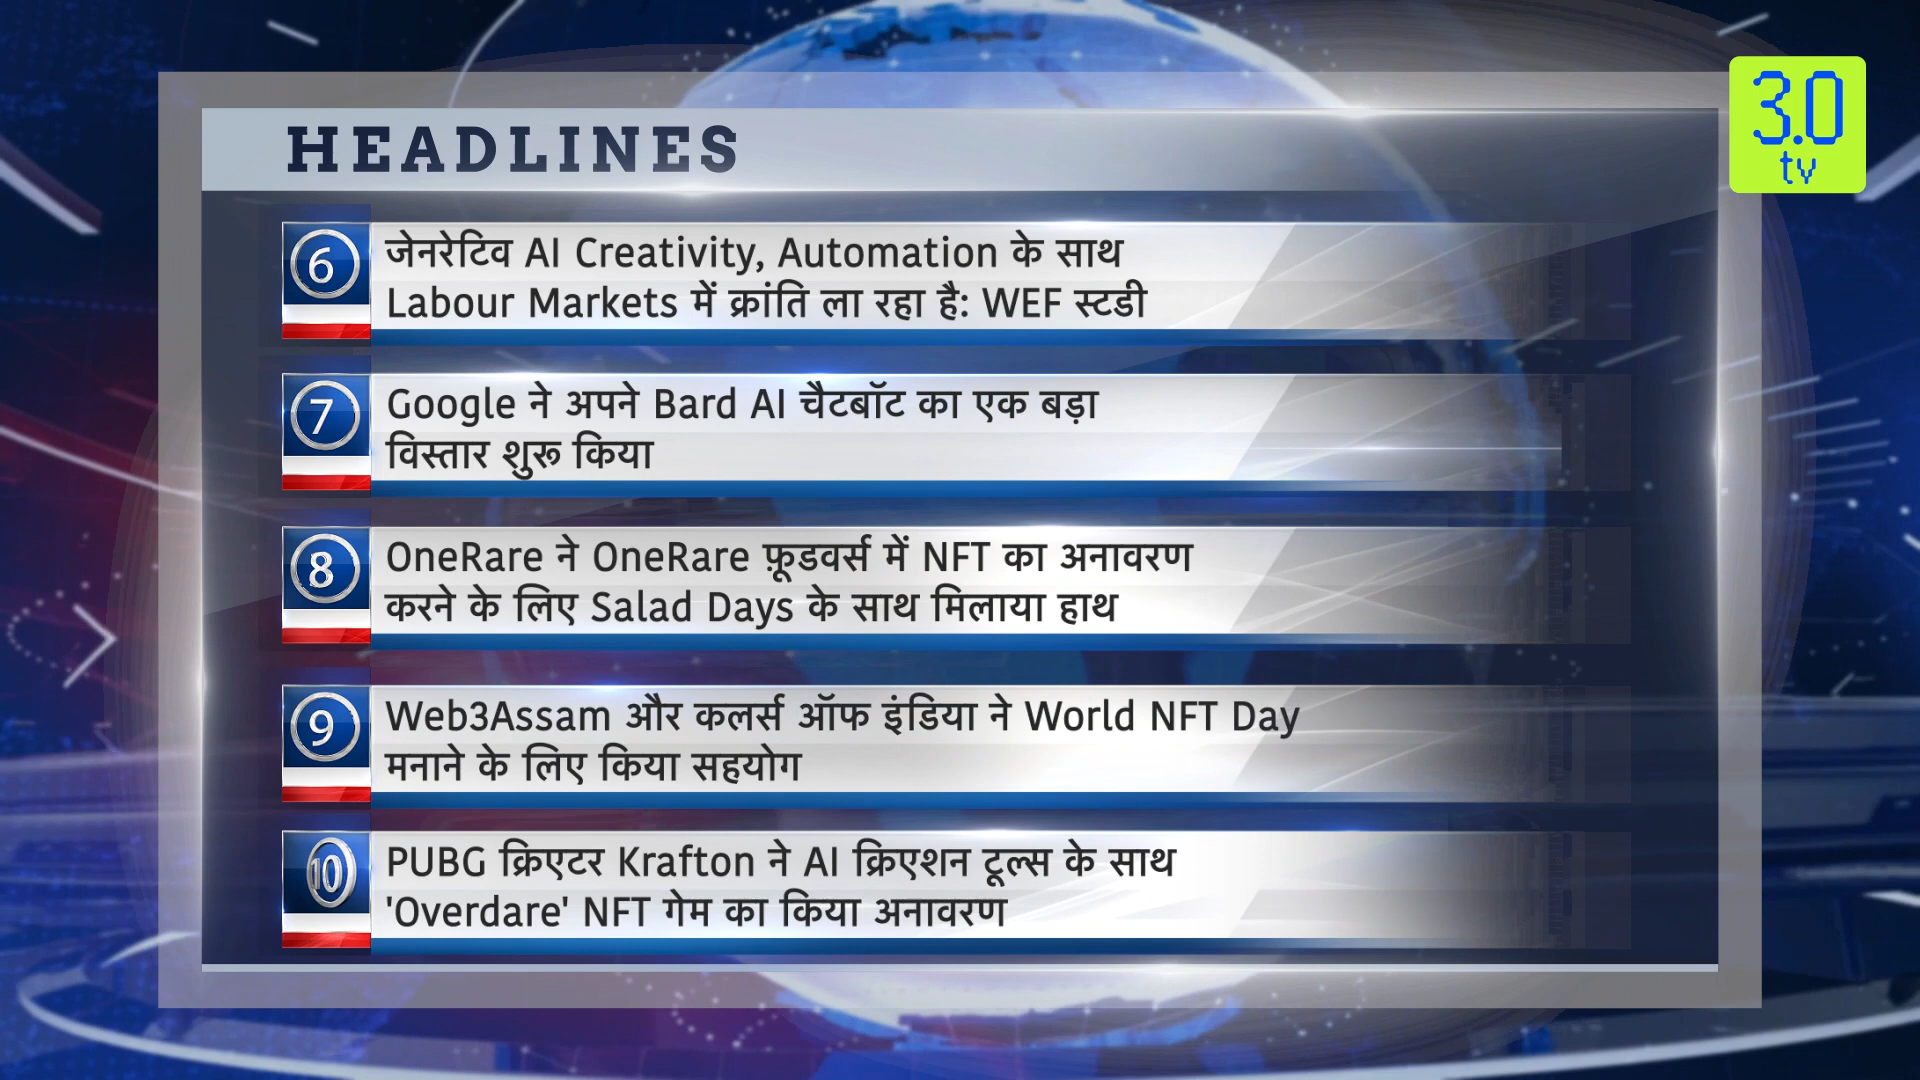 3.0
tv
HEADLINES
6
जेनरेटिव AI Creativity, Automation के साथ
Labour Markets में क्रांति ला रहा है: WEF स्टडी
7
Google ने अपने Bard AI चैटबॉट का एक बड़ा
विस्तार शुरू किया
8
OneRare ने OneRare फ़ूडवर्स में NFT का अनावरण
करने के लिए Salad Days के साथ मिलाया हाथ
9
Web3Assam और कलर्स ऑफ इंडिया ने World NFT Day
मनाने के लिए किया सहयोग
10
PUBG क्रिएटर Krafton ने AI क्रिएशन टूल्स के साथ
'Overdare' NFT गेम का किया अनावरण